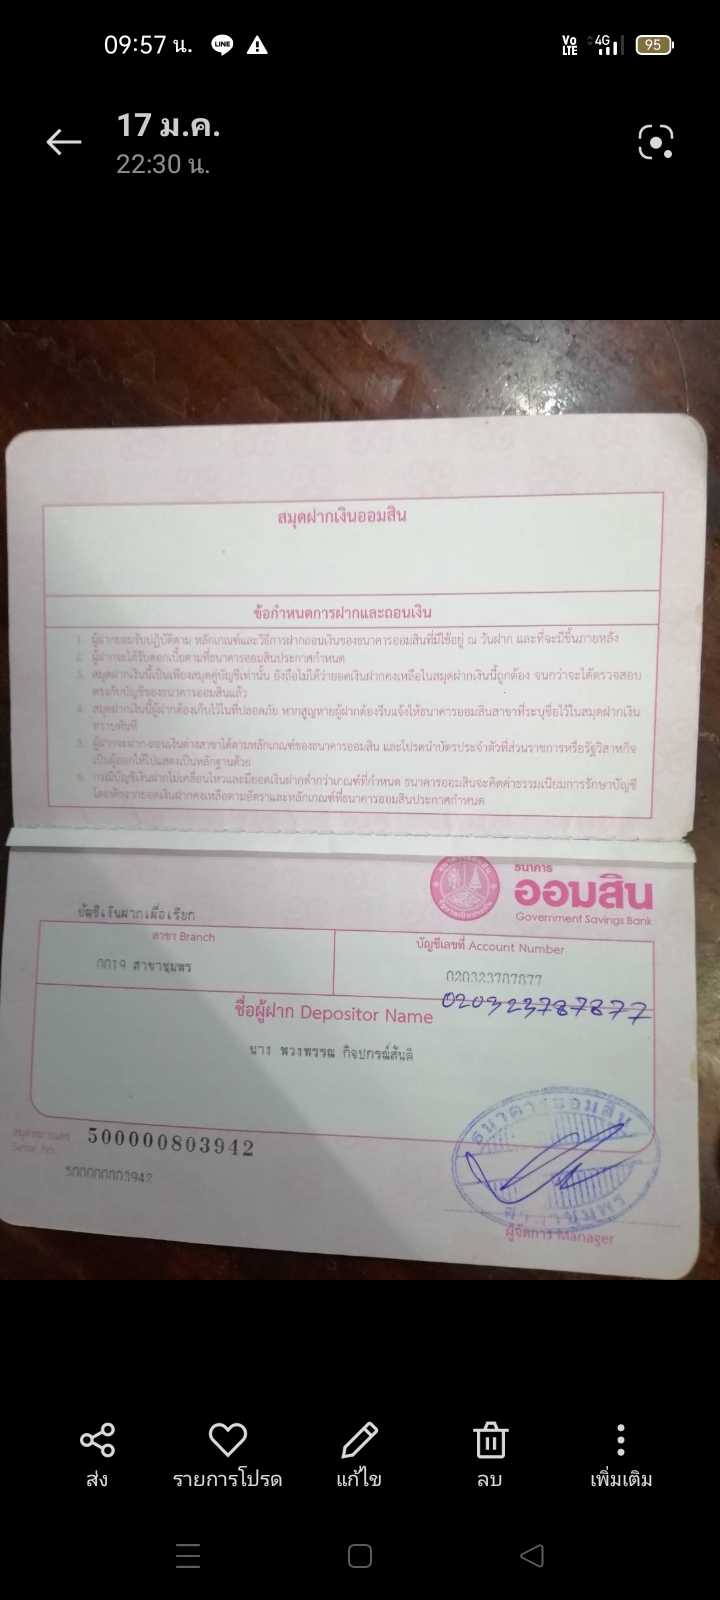 09:57 น.
LINE
Vo LTE 4G 95
17 ม.ค.
22:30 น.
สมุดฝากเงินออมสิน
ข้อกำหนดการฝากและถอนเงิน
1. ผู้ฝากยอมรับปฏิบัติตาม หลักเกณฑ์และวิธีการฝากถอนเงินของธนาคารออมสินที่มีใช้อยู่ ณ วันฝาก และที่จะมีขึ้นภายหลัง
2. ผู้ฝากจะได้รับดอกเบี้ยตามที่ธนาคารออมสินประกาศกำหนด
3. สมุดฝากเงินนี้เป็นเพียงสมุดคู่บัญชีเท่านั้น ยังถือไม่ได้ว่ายอดเงินฝากคงเหลือในสมุดฝากเงินนี้ถูกต้อง จนกว่าจะได้ตรวจสอบ
ตรงกับบัญชีของธนาคารออมสินแล้ว
4. สมุดฝากเงินนี้ผู้ฝากต้องเก็บไว้ในที่ปลอดภัย หากสูญหายผู้ฝากต้องรีบแจ้งให้ธนาคารออมสินสาขาที่ระบุชื่อไว้ในสมุดฝากเงิน
ทราบทันที
5. ผู้ฝากจะฝาก-ถอนเงินต่างสาขาได้ตามหลักเกณฑ์ของธนาคารออมสิน และโปรดนำบัตรประจำตัวที่ส่วนราชการหรือรัฐวิสาหกิจ
เป็นผู้ออกให้ไปแสดงเป็นหลักฐานด้วย
6. กรณีบัญชีเงินฝากไม่เคลื่อนไหวและมียอดเงินฝากต่ำกว่าเกณฑ์ที่กำหนด ธนาคารออมสินจะคิดค่าธรรมเนียมการรักษาบัญชี
โดยหักจากยอดเงินฝากคงเหลือตามอัตราและหลักเกณฑ์ที่ธนาคารออมสินประกาศกำหนด
ธนาคาร
ออมสิน
Government Savings Bank
บัญชีเงินฝากเผื่อเรียก
สาขา Branch
บัญชีเลขที่ Account Number
0019 สาขาชุมพร
020323787877
020323787877
ชื่อผู้ฝาก Depositor Name
นาง พวงพรรณ กิจปกรณ์สันติ
สมุดหมายเลข
Serial No.
500000803942
500000803942
ธนาคารออมสิน
สาขาชุมพร
ผู้จัดการ Manager
ส่ง
รายการโปรด
แก้ไข
ลบ
เพิ่มเติม